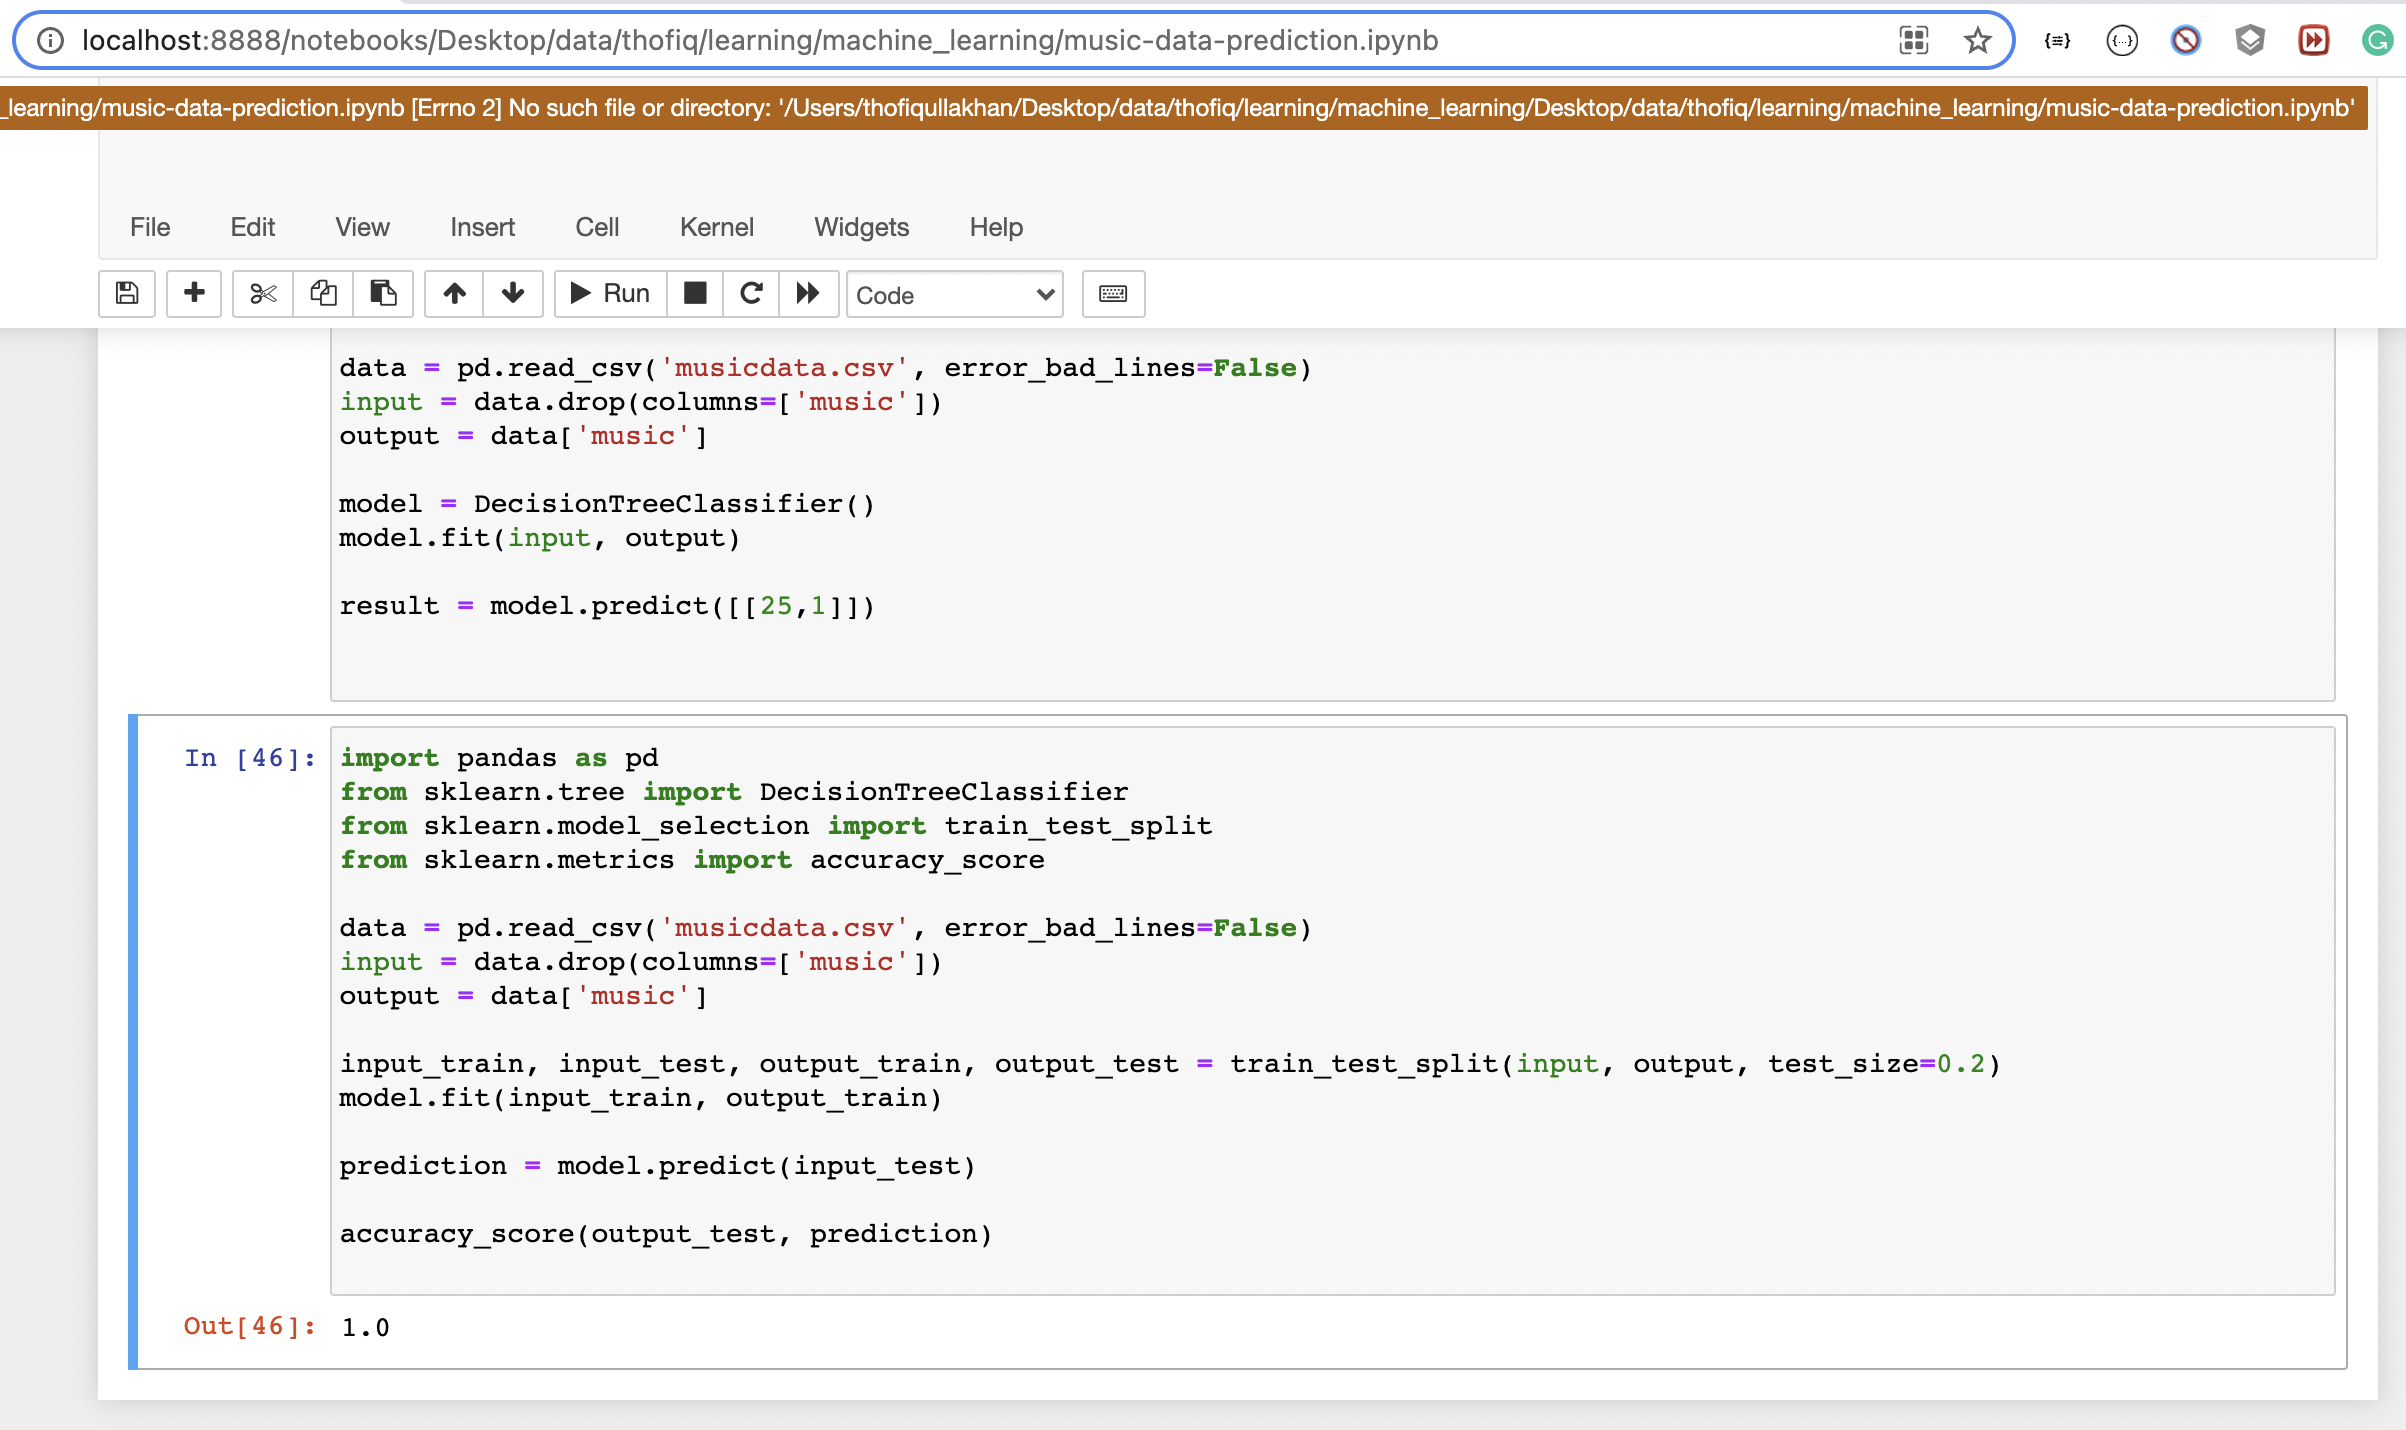 localhost:8888/notebooks/Desktop/data/thofiq/learning/machine_learning/music-data-prediction.ipynb
_learning/music-data-prediction.ipynb [Errno 2] No such file or directory: '/Users/thofiqullakhan/Desktop/data/thofiq/learning/machine_learning/Desktop/data/thofiq/learning/machine_learning/music-data-prediction.ipynb'
File Edit View Insert Cell Kernel Widgets Help
Run Code
data = pd.read_csv('musicdata.csv', error_bad_lines=False)
input = data.drop(columns=['music'])
output = data['music']
model = DecisionTreeClassifier()
model.fit(input, output)
result = model.predict([[25,1]])
In [46]: import pandas as pd
from sklearn.tree import DecisionTreeClassifier
from sklearn.model_selection import train_test_split
from sklearn.metrics import accuracy_score
data = pd.read_csv('musicdata.csv', error_bad_lines=False)
input = data.drop(columns=['music'])
output = data['music']
input_train, input_test, output_train, output_test = train_test_split(input, output, test_size=0.2)
model.fit(input_train, output_train)
prediction = model.predict(input_test)
accuracy_score(output_test, prediction)
Out[46]: 1.0